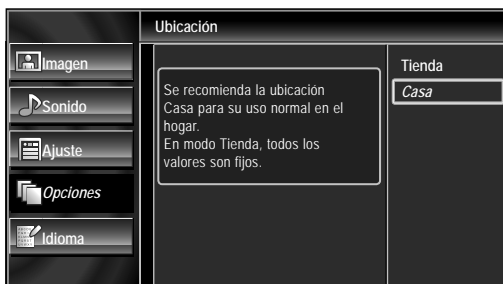 Ubicación
Imagen
Sonido
Ajuste
Opciones
Idioma
Se recomienda la ubicación
Casa para su uso normal en el
hogar.
En modo Tienda, todos los
valores son fijos.
Tienda
Casa